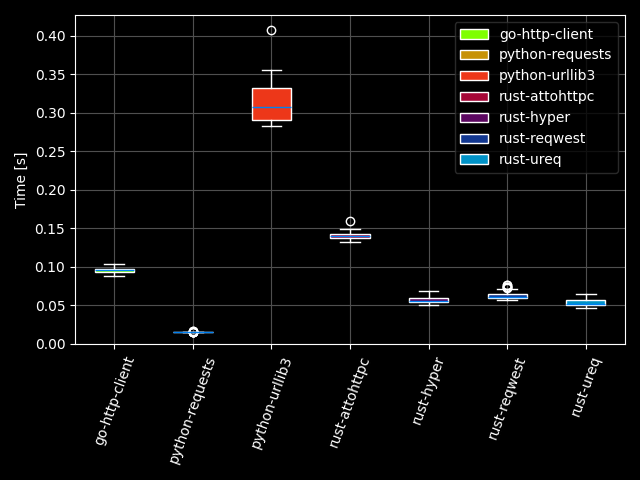 0.40
0.35
0.30
0.25
0.20
0.15
0.10
0.05
0.00
Time [s]
go-http-client
python-requests
python-urllib3
rust-attohttpc
rust-hyper
rust-reqwest
rust-ureq
go-http-client
python-requests
python-urllib3
rust-attohttpc
rust-hyper
rust-reqwest
rust-ureq